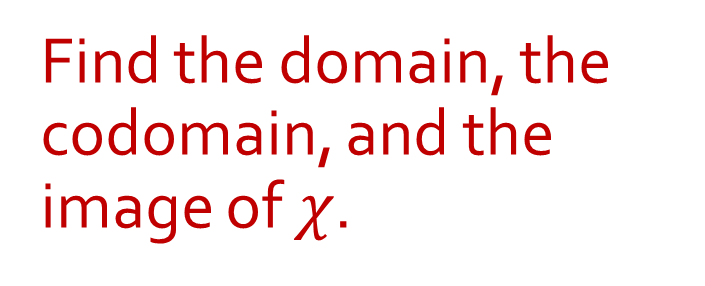 Find the domain, the
codomain, and the
image of χ.